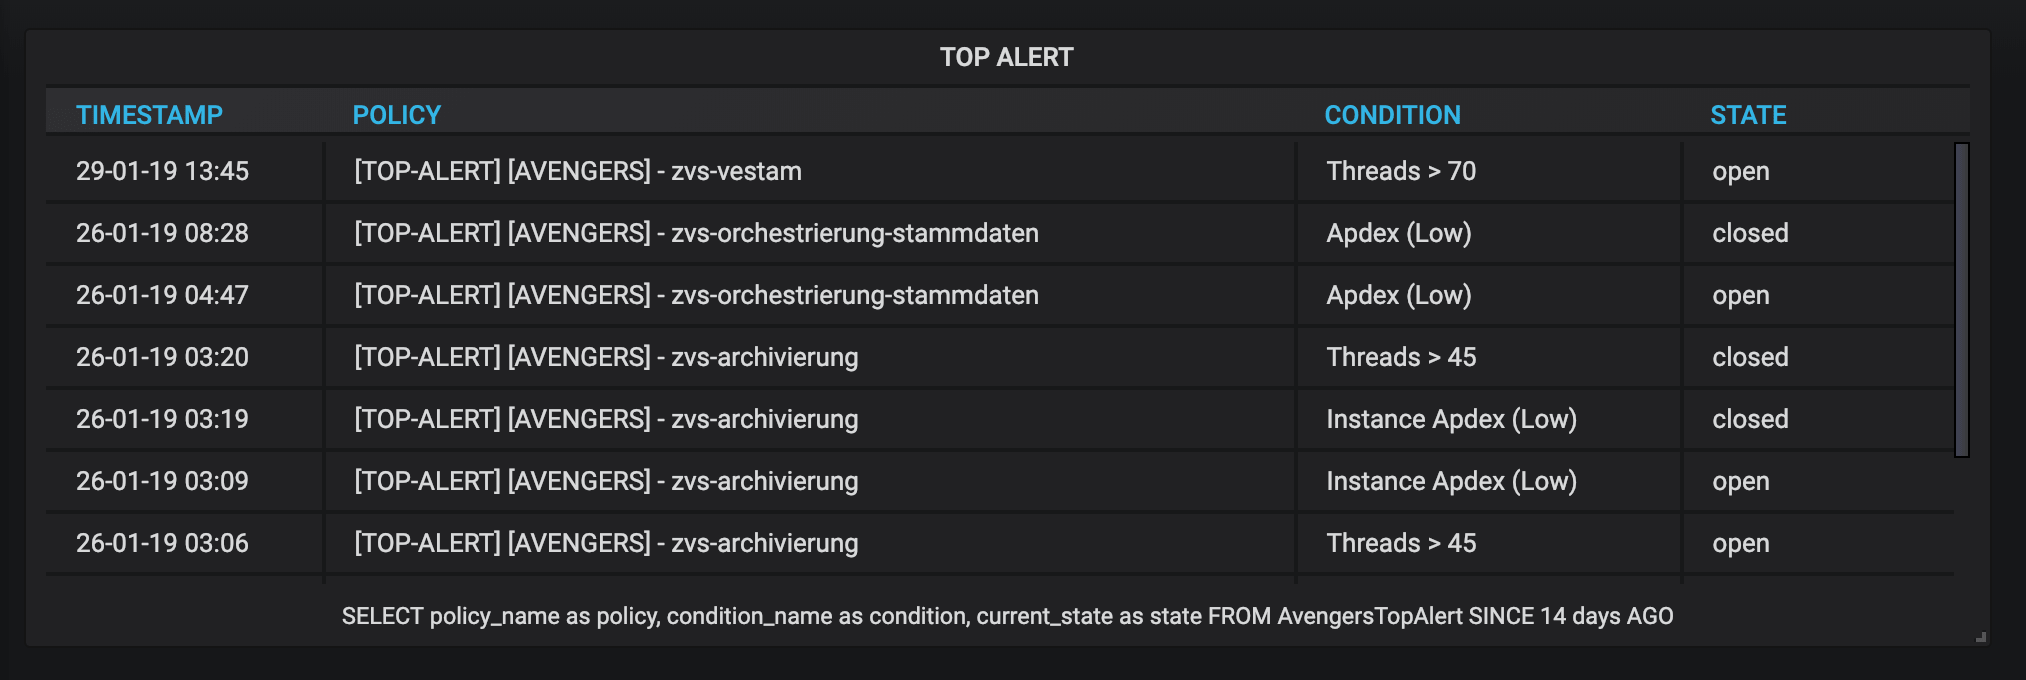 TOP ALERT
TIMESTAMP POLICY CONDITION STATE
29-01-19 13:45 [TOP-ALERT] [AVENGERS] - zvs-vestam Threads > 70 open
26-01-19 08:28 [TOP-ALERT] [AVENGERS] - zvs-orchestrierung-stammdaten Apdex (Low) closed
26-01-19 04:47 [TOP-ALERT] [AVENGERS] - zvs-orchestrierung-stammdaten Apdex (Low) open
26-01-19 03:20 [TOP-ALERT] [AVENGERS] - zvs-archivierung Threads > 45 closed
26-01-19 03:19 [TOP-ALERT] [AVENGERS] - zvs-archivierung Instance Apdex (Low) closed
26-01-19 03:09 [TOP-ALERT] [AVENGERS] - zvs-archivierung Instance Apdex (Low) open
26-01-19 03:06 [TOP-ALERT] [AVENGERS] - zvs-archivierung Threads > 45 open
SELECT policy_name as policy, condition_name as condition, current_state as state FROM AvengersTopAlert SINCE 14 days AGO